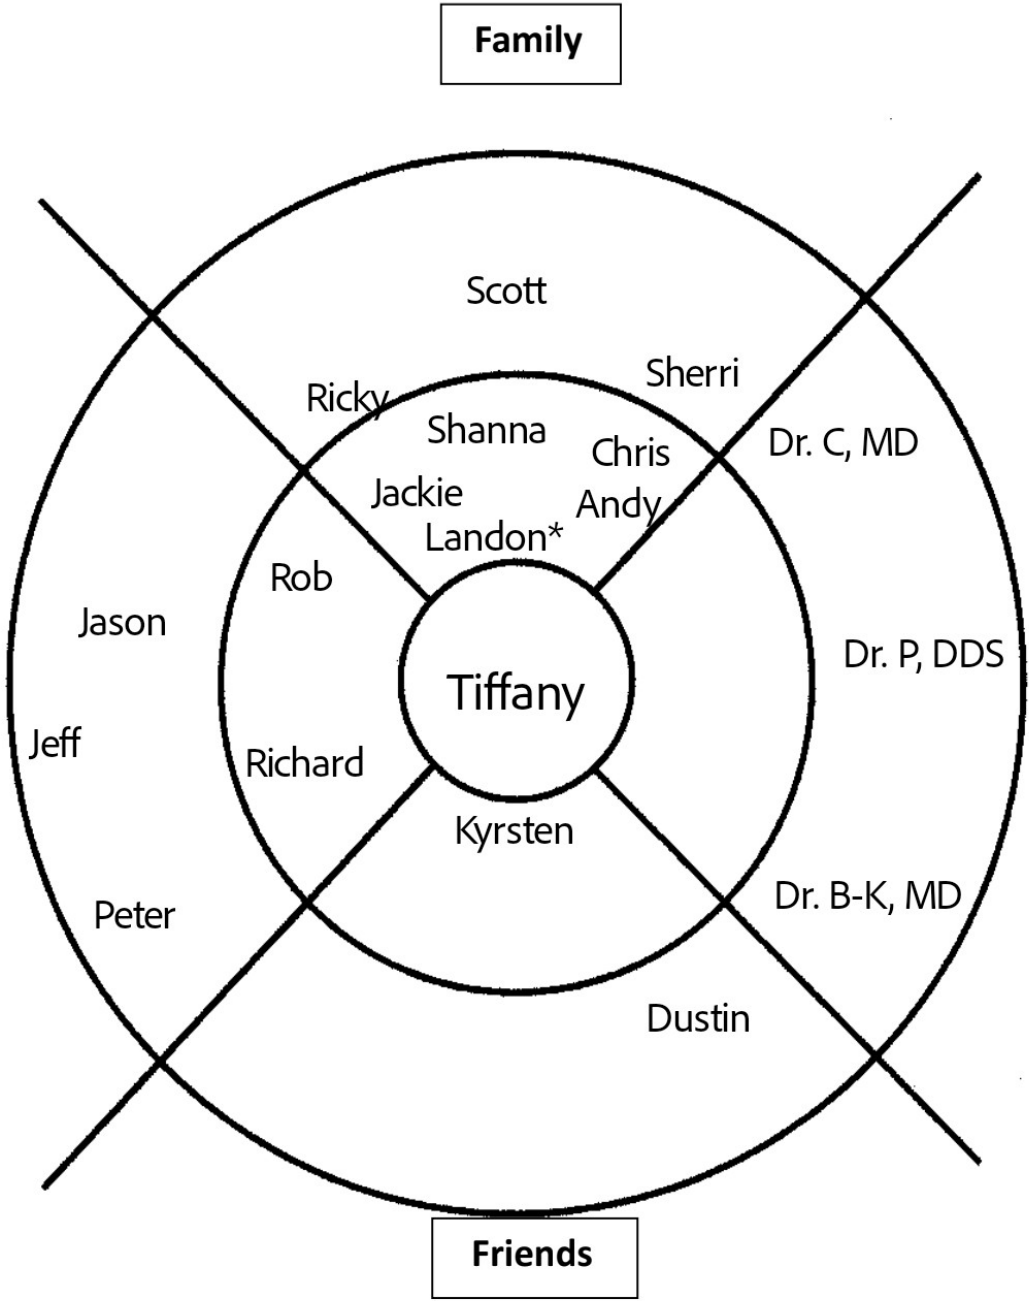 Family
Scott
Sherri
Ricky
Shanna
Chris
Dr. C, MD
Jackie
Andy
Landon*
Rob
Jason
Dr. P, DDS
Tiffany
Jeff
Richard
Kyrsten
Dr. B-K, MD
Peter
Dustin
Friends